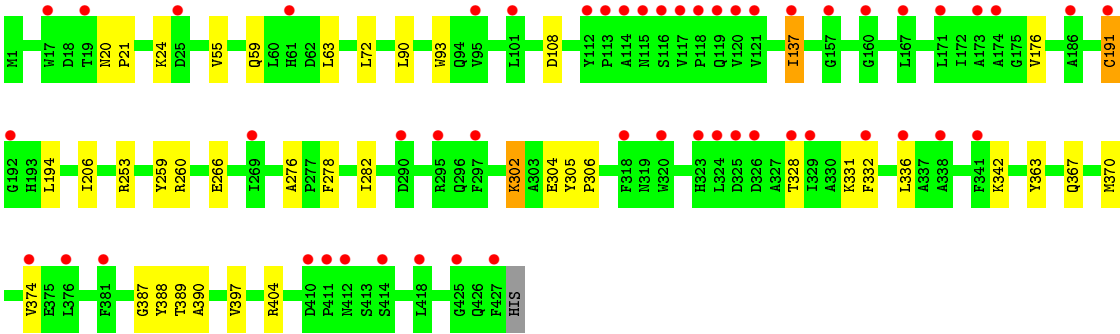 M1 W17 D18 T19 N20 P21 K24 D25 V55 Q59 L60 H61 D62 L63 L72 L90 W93 Q94 V95 L101 D108 Y112 P113 A114 N115 S116 V117 P118 Q119 V120 V121 I137 G157 G160 L167 L171 I172 A173 A174 G175 V176 A186 C191
G192 H193 L194 I206 R253 Y259 R260 E266 I269 A276 P277 F278 I282 D290 R295 Q296 F297 K302 A303 E304 Y305 P306 F318 N319 W320 H323 L324 D325 D326 A327 T328 I329 A330 K331 F332 L336 A337 A338 F341 K342 Y363 Q367 M370
V374 E375 L376 F381 G387 Y388 T389 A390 V397 R404 D410 P411 N412 S413 S414 L418 G425 Q426 F427 HIS